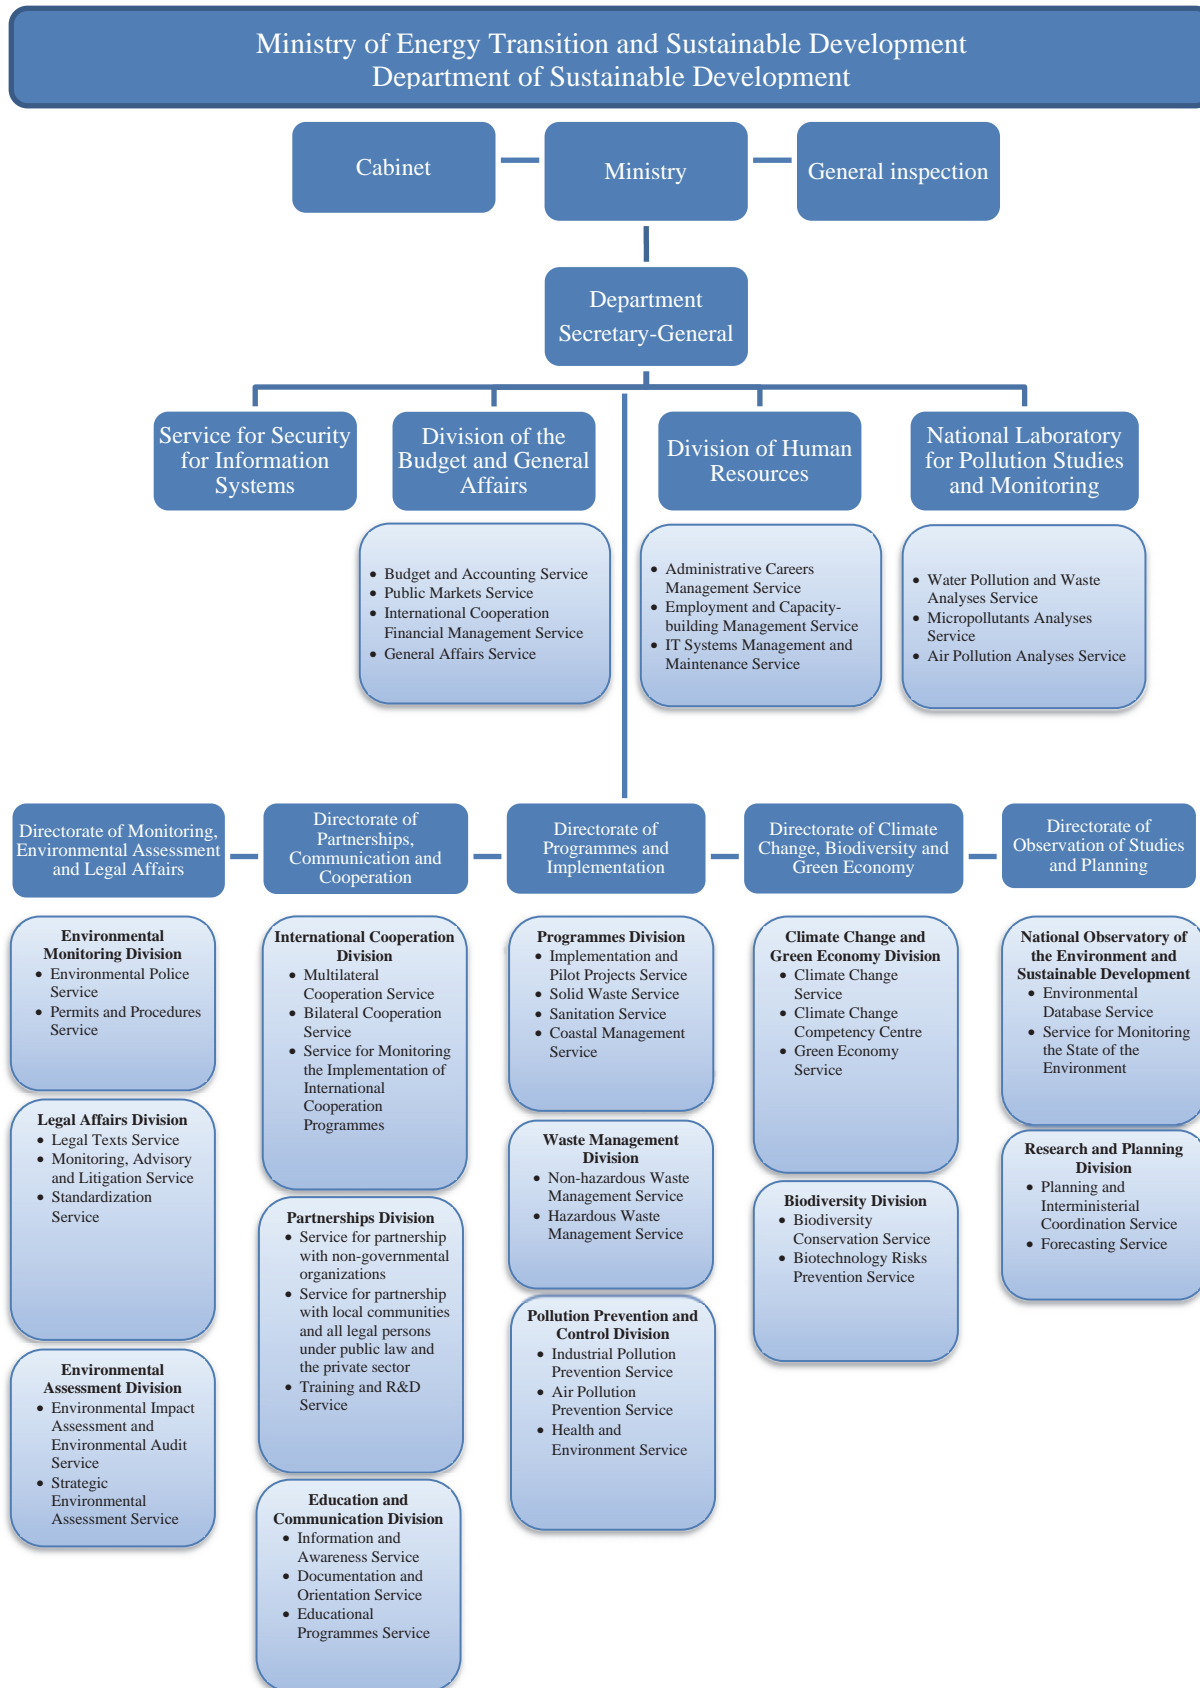 Ministry of Energy Transition and Sustainable Development
Department of Sustainable Development
Cabinet
Ministry
General inspection
Department
Secretary-General
Service for Security
for Information
Systems
Division of the
Budget and General
Affairs
Division of Human
Resources
National Laboratory
for Pollution Studies
and Monitoring
• Budget and Accounting Service
• Public Markets Service
• International Cooperation
Financial Management Service
• General Affairs Service
• Administrative Careers
Management Service
• Employment and Capacity-
building Management Service
• IT Systems Management and
Maintenance Service
• Water Pollution and Waste
Analyses Service
• Micropollutants Analyses
Service
• Air Pollution Analyses Service
Directorate of Monitoring,
Environmental Assessment
and Legal Affairs
Directorate of
Partnerships,
Communication and
Cooperation
Directorate of
Programmes and
Implementation
Directorate of Climate
Change, Biodiversity and
Green Economy
Directorate of
Observation of Studies
and Planning
Environmental
Monitoring Division
• Environmental Police
Service
• Permits and Procedures
Service
Legal Affairs Division
• Legal Texts Service
• Monitoring, Advisory
and Litigation Service
• Standardization
Service
Environmental
Assessment Division
• Environmental Impact
Assessment and
Environmental Audit
Service
• Strategic
Environmental
Assessment Service
International Cooperation
Division
• Multilateral
Cooperation Service
• Bilateral Cooperation
Service
• Service for Monitoring
the Implementation of
International
Cooperation
Programmes
Partnerships Division
• Service for partnership
with non-governmental
organizations
• Service for partnership
with local communities
and all legal persons
under public law and
the private sector
• Training and R&D
Service
Education and
Communication Division
• Information and
Awareness Service
• Documentation and
Orientation Service
• Educational
Programmes Service
Programmes Division
• Implementation and
Pilot Projects Service
• Solid Waste Service
• Sanitation Service
• Coastal Management
Service
Waste Management
Division
• Non-hazardous Waste
Management Service
• Hazardous Waste
Management Service
Pollution Prevention and
Control Division
• Industrial Pollution
Prevention Service
• Air Pollution
Prevention Service
• Health and
Environment Service
Climate Change and
Green Economy Division
• Climate Change
Service
• Climate Change
Competency Centre
• Green Economy
Service
Biodiversity Division
• Biodiversity
Conservation Service
• Biotechnology Risks
Prevention Service
National Observatory of
the Environment and
Sustainable Development
• Environmental
Database Service
• Service for Monitoring
the State of the
Environment
Research and Planning
Division
• Planning and
Interministerial
Coordination Service
• Forecasting Service